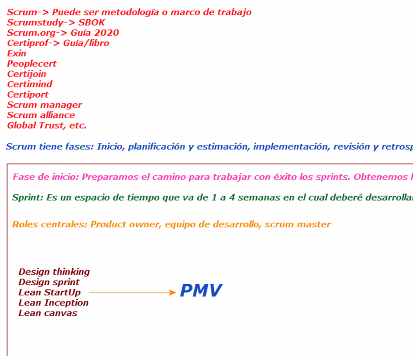 Scrum-> Puede ser metodología o marco de trabajo
Scrumstudy-> SBOK
Scrum.org-> Guía 2020
Certiprof-> Guía/libro
Exin
Peoplecert
Certijoin
Certimind
Certiport
Scrum manager
Scrum alliance
Global Trust, etc.
Scrum tiene fases: Inicio, planificación y estimación, implementación, revisión y retrosp
Fase de inicio: Preparamos el camino para trabajar con éxito los sprints. Obtenemos l
Sprint: Es un espacio de tiempo que va de 1 a 4 semanas en el cual deberé desarrolla
Roles centrales: Product owner, equipo de desarrollo, scrum master
Design thinking
Design sprint
Lean StartUp
PMV
Lean Inception
Lean canvas